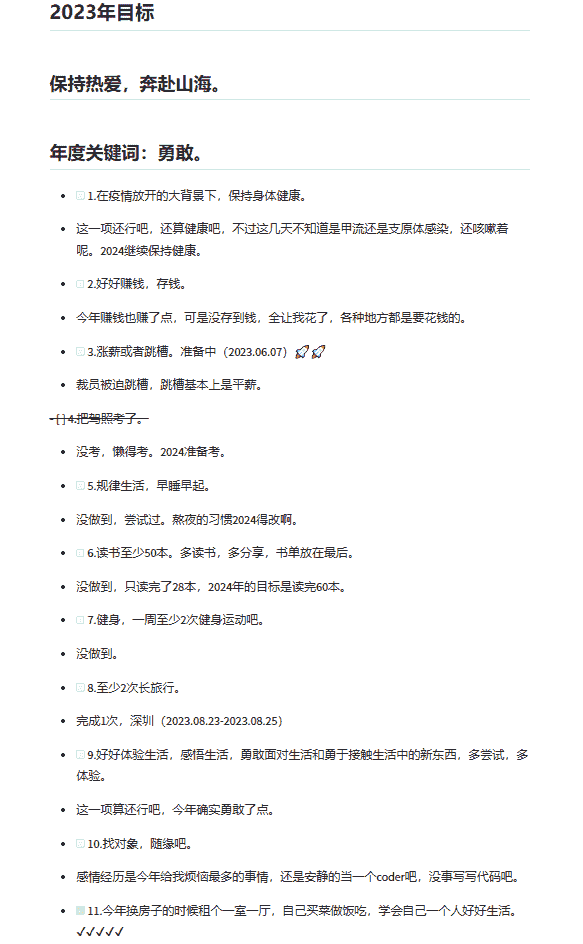 2023年目标
保持热爱，奔赴山海。
年度关键词：勇敢。
1.在疫情放开的大背景下，保持身体健康。
这一项还行吧，还算健康吧，不过这几天不知道是甲流还是支原体感染，还咳嗽着
呢。2024继续保持健康。
2.好好赚钱，存钱。
今年赚钱也赚了点，可是没存到钱，全让我花了，各种地方都是要花钱的。
3.涨薪或者跳槽。准备中（2023.06.07）🚀🚀
裁员被迫跳槽，跳槽基本上是平薪。
- [ ] 4.把驾照考了。
没考，懒得考。2024准备考。
5.规律生活，早睡早起。
没做到，尝试过。熬夜的习惯2024得改啊。
6.读书至少50本。多读书，多分享，书单放在最后。
没做到，只读完了28本，2024年的目标是读完60本。
7.健身，一周至少2次健身运动吧。
没做到。
8.至少2次长旅行。
完成1次，深圳（2023.08.23-2023.08.25）
9.好好体验生活，感悟生活，勇敢面对生活和勇于接触生活中的新东西，多尝试，多
体验。
这一项算还行吧，今年确实勇敢了点。
10.找对象，随缘吧。
感情经历是今年给我烦恼最多的事情，还是安静的当一个coder吧，没事写写代码吧。
11.今年换房子的时候租个一室一厅，自己买菜做饭吃，学会自己一个人好好生活。
✓✓✓✓✓